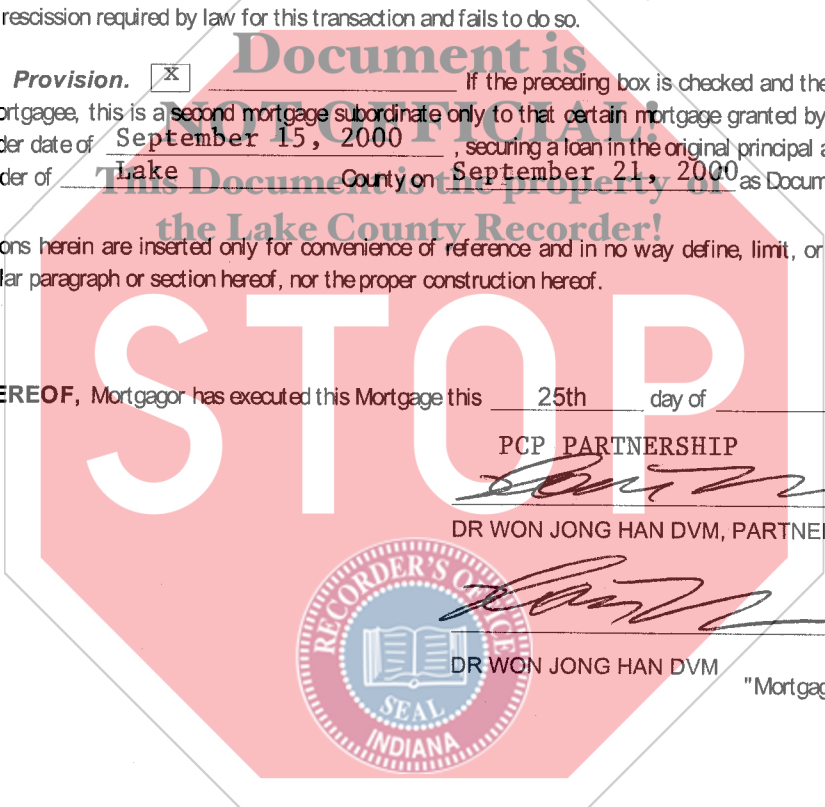 rescission required by law for this transaction and fails to do so.
Document is
Provision. X If the preceding box is checked and the
ortgagee, this is a second mortgage subordinate only to that certain mortgage granted by
NOT OFFICIAL!
der date of September 15, 2000, securing a loan in the original principal a
der of Lake County on September 21, 2000 as Docum
This Document is the property of
the Lake County Recorder!
ons herein are inserted only for convenience of reference and in no way define, limit, or
lar paragraph or section hereof, nor the proper construction hereof.
STOP
EREOF, Mortgagor has executed this Mortgage this 25th day of
PCP PARTNERSHIP
DR WON JONG HAN DVM, PARTNE
DR WON JONG HAN DVM
"Mortgag
RECORDER'S OFFICE
SEAL
INDIANA